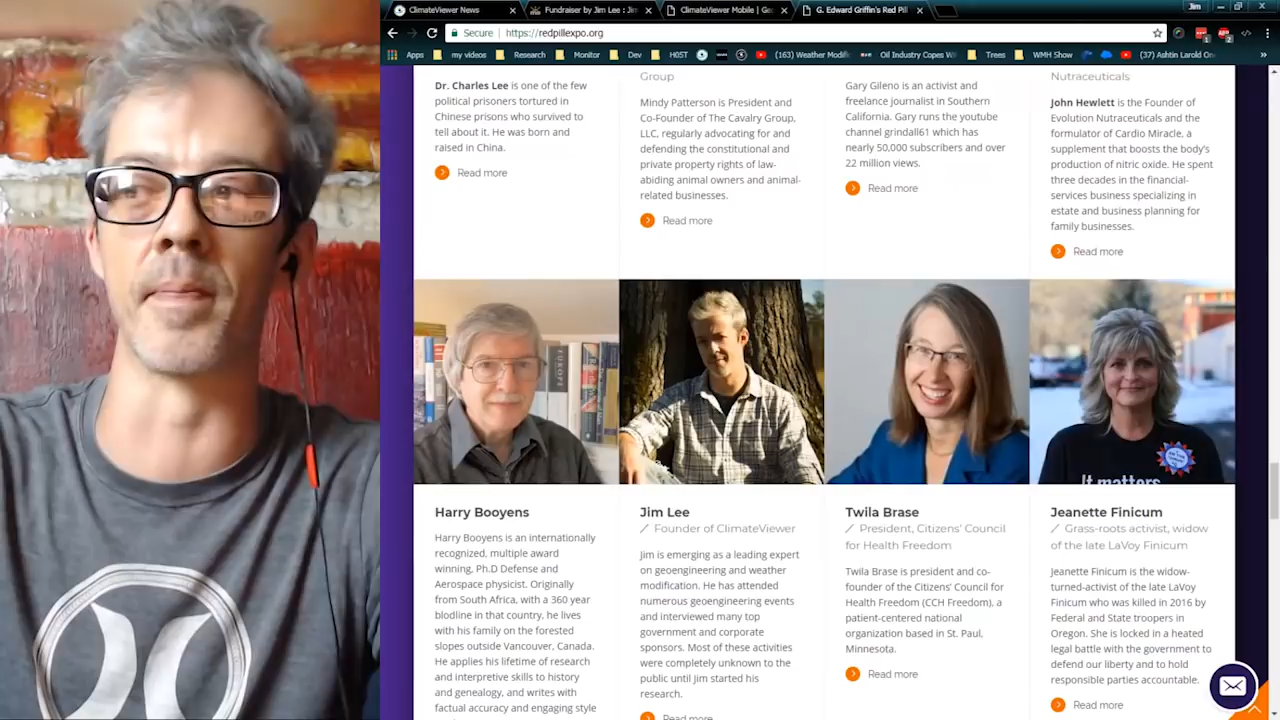 ClimateViewer News
Fundraiser by Jim Lee : Jim
ClimateViewer Mobile | Geo
G. Edward Griffin's Red Pill
Jim
Secure
https://redpillexpo.org
Apps
my videos
Research
Monitor
Dev
HOST
(163) Weather Modifi
Oil Industry Copes W
Trees
WMH Show
(37) Ashtin Larold On
Dr. Charles Lee is one of the few
political prisoners tortured in
Chinese prisons who survived to
tell about it. He was born and
raised in China.
Read more
Group
Mindy Patterson is President and
Co-Founder of The Cavalry Group,
LLC, regularly advocating for and
defending the constitutional and
private property rights of law-
abiding animal owners and animal-
related businesses.
Read more
Gary Gileno is an activist and
freelance journalist in Southern
California. Gary runs the youtube
channel grindall61 which has
nearly 50,000 subscribers and over
22 million views.
Read more
Nutraceuticals
John Hewlett is the Founder of
Evolution Nutraceuticals and the
formulator of Cardio Miracle, a
supplement that boosts the body's
production of nitric oxide. He spent
three decades in the financial-
services business specializing in
estate and business planning for
family businesses.
Read more
It matters
Harry Booyens
Harry Booyens is an internationally
recognized, multiple award
winning, Ph.D Defense and
Aerospace physicist. Originally
from South Africa, with a 360 year
blodline in that country, he lives
with his family on the forested
slopes outside Vancouver, Canada.
He applies his lifetime of research
and interpretive skills to history
and genealogy, and writes with
factual accuracy and engaging style
Jim Lee
Founder of ClimateViewer
Jim is emerging as a leading expert
on geoengineering and weather
modification. He has attended
numerous geoengineering events
and interviewed many top
government and corporate
sponsors. Most of these activities
were completely unknown to the
public until Jim started his
research.
Read more
Twila Brase
President, Citizens' Council
for Health Freedom
Twila Brase is president and co-
founder of the Citizens' Council for
Health Freedom (CCH Freedom), a
patient-centered national
organization based in St. Paul,
Minnesota.
Read more
Jeanette Finicum
Grass-roots activist, widow
of the late LaVoy Finicum
Jeanette Finicum is the widow-
turned-activist of the late LaVoy
Finicum who was killed in 2016 by
Federal and State troopers in
Oregon. She is locked in a heated
legal battle with the government to
defend our liberty and to hold
responsible parties accountable.
Read more